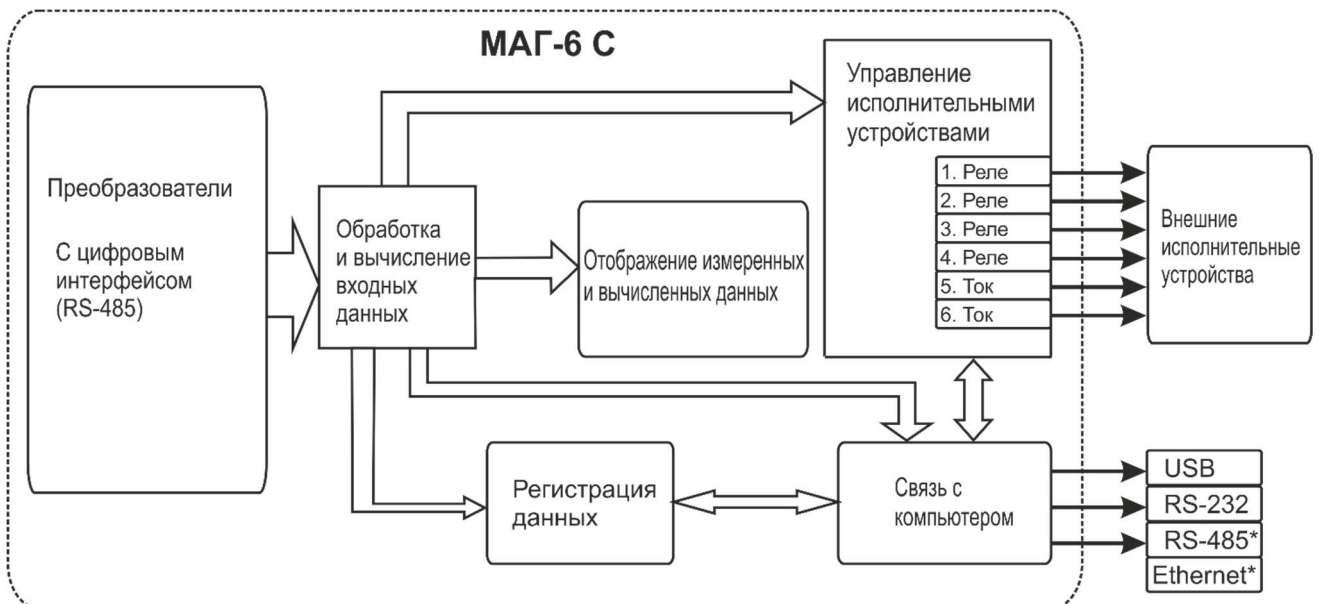 МАГ-6 С
Преобразователи
С цифровым
интерфейсом
(RS-485)
Обработка
и вычисление
входных
данных
Отображение измеренных
и вычисленных данных
Управление
исполнительными
устройствами
1. Реле
2. Реле
3. Реле
4. Реле
5. Ток
6. Ток
Внешние
исполнительные
устройства
Регистрация
данных
Связь с
компьютером
USB
RS-232
RS-485*
Ethernet*